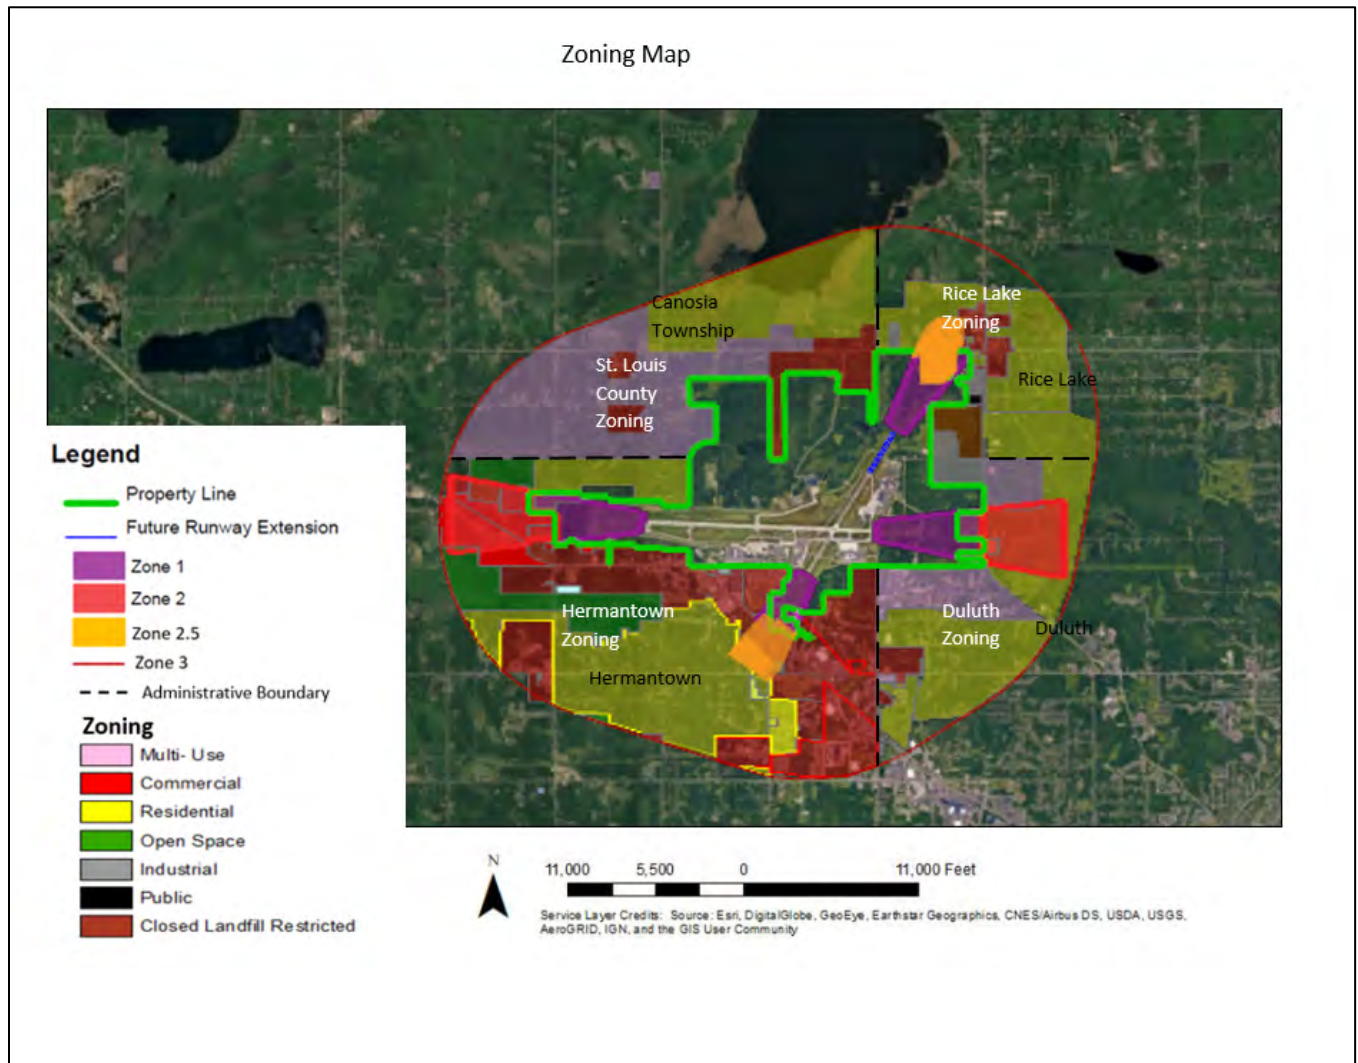 Zoning Map
Canosia
Township
Rice Lake
Zoning
St. Louis
County
Zoning
Rice Lake
Hermantown
Zoning
Duluth
Zoning
Duluth
Hermantown
Legend
Property Line
Future Runway Extension
Zone 1
Zone 2
Zone 2.5
Zone 3
Administrative Boundary
Zoning
Multi- Use
Commercial
Residential
Open Space
Industrial
Public
Closed Landfill Restricted
N
11,000 5,500 0 11,000 Feet
Service Layer Credits: Source: Esri, DigitalGlobe, GeoEye, Earthstar Geographics, CNES/Airbus DS, USDA, USGS,
AeroGRID, IGN, and the GIS User Community